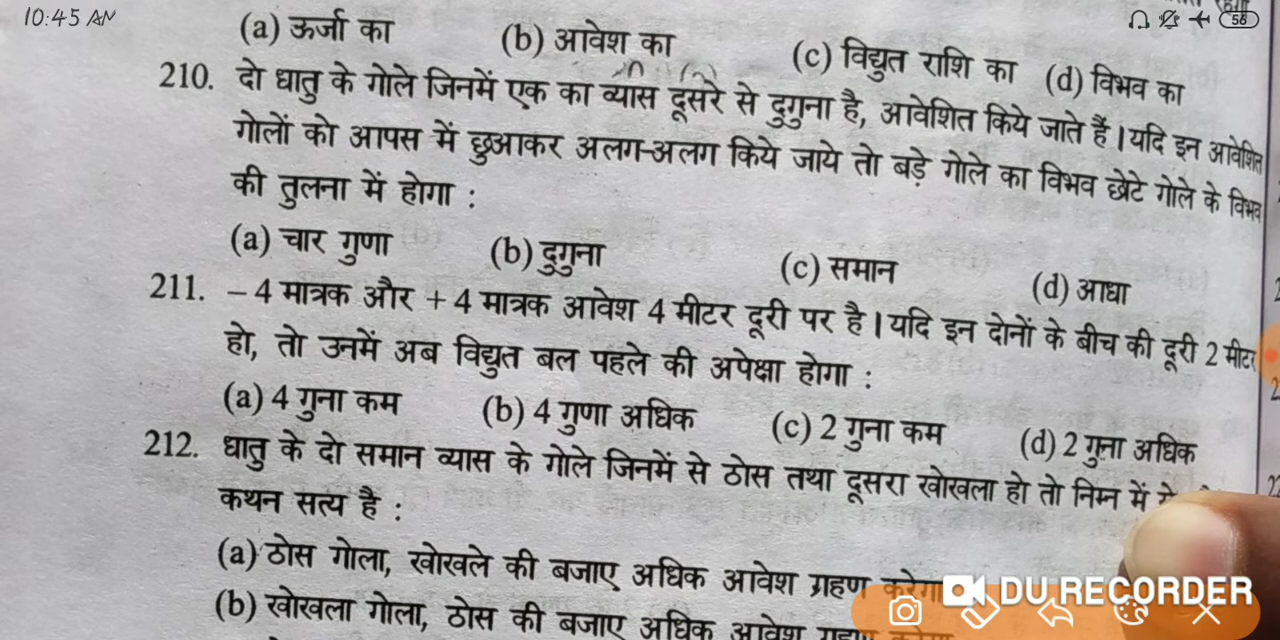 10:45 AM
56
(a) ऊर्जा का (b) आवेश का (c) विद्युत राशि का (d) विभव का
210. दो धातु के गोले जिनमें एक का व्यास दूसरे से दुगुना है, आवेशित किये जाते हैं। यदि इन आवेशित
गोलों को आपस में छुआकर अलग-अलग किये जाये तो बड़े गोले का विभव छोटे गोले के विभव
की तुलना में होगा :
(a) चार गुणा (b) दुगुना (c) समान (d) आधा
211. – 4 मात्रक और + 4 मात्रक आवेश 4 मीटर दूरी पर है। यदि इन दोनों के बीच की दूरी 2 मीटर
हो, तो उनमें अब विद्युत बल पहले की अपेक्षा होगा :
(a) 4 गुना कम (b) 4 गुणा अधिक (c) 2 गुना कम (d) 2 गुना अधिक
212. धातु के दो समान व्यास के गोले जिनमें से ठोस तथा दूसरा खोखला हो तो निम्न में
कथन सत्य है :
(a) ठोस गोला, खोखले की बजाए अधिक आवेश ग्रहण करेगा
DU RECORDER
(b) खोखला गोला, ठोस की बजाए अधिक आवेश ग्रहण